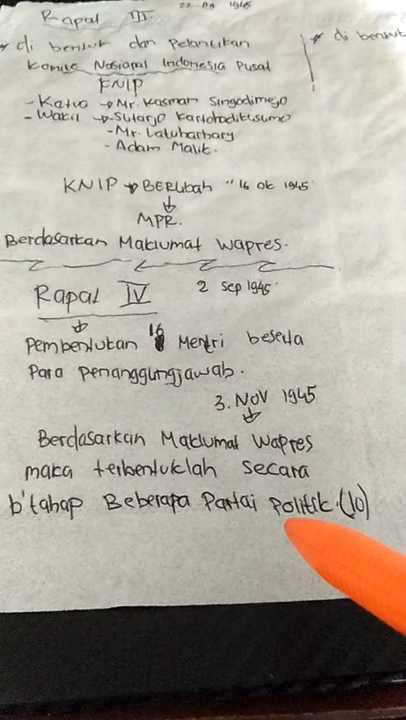 Rapat III 22 Ag 1945
* di bentuk dan Pelantikan
Komite Nasional Indonesia Pusat
KNIP
- Ketua → Mr. Kasman Singodimejo
- Wakil → Sutarjo Kartohadikusumo
- Mr. Latuharhary
- Adam Malik.
* di bentuk
KNIP → BERUbah "16 Ok 1945
↓
MPR.
Berdasarkan Maklumat Wapres.
Rapat IV 2 Sep 1945
↓
Pembentukan 16 Mentri beserta
Para penanggungjawab.
3. NOV 1945
↓
Berdasarkan Maklumat Wapres
maka terbentuklah secara
b'tahap Beberapa Partai Politik.(10)